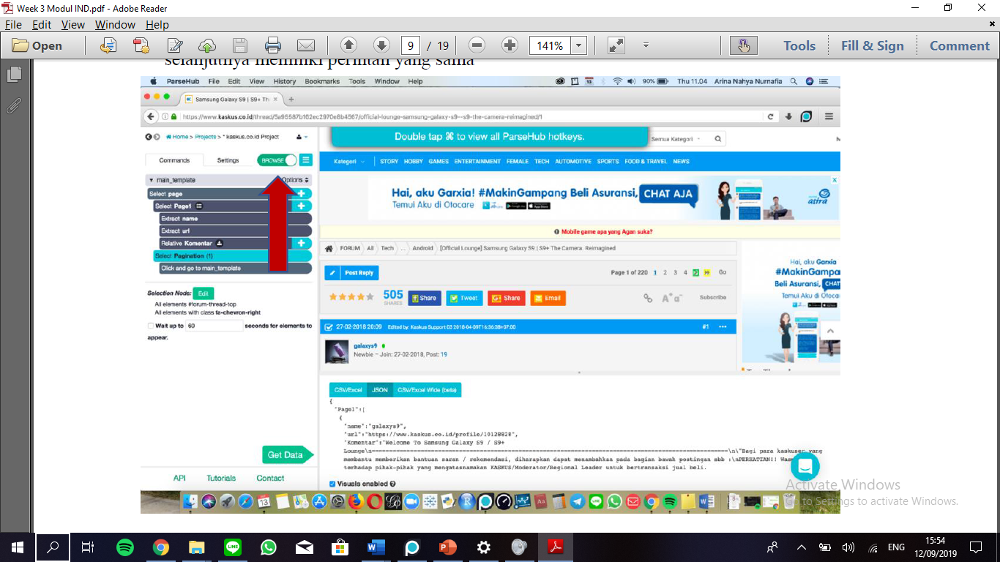 Week 3 Modul IND.pdf - Adobe Reader
File Edit View Window Help
Open 9 / 19 141% Tools Fill & Sign Comment
selanjutnya memiliki perintah yang sama
ParseHub File Edit View History Bookmarks Tools Window Help 90% Thu 11.04 Arina Nahya Nurnafia
Samsung Galaxy S9 | S9+ Th
https://www.kaskus.co.id/thread/5a95587b162ec2970e8b4567/official-lounge-samsung-galaxy-s9--s9-the-camera-reimagined/1
Home > Projects > * kaskus.co.id Project
Commands Settings BROWSE
main_template Options
Select page
Select Page1
Extract name
Extract url
Relative Komentar
Select Pagination (1)
Click and go to main_template
Selection Node: Edit
All elements #forum-thread-top
All elements with class fa-chevron-right
Wait up to 60 seconds for elements to
appear.
Get Data
API Tutorials Contact
Double tap ⌘ to view all ParseHub hotkeys.
Semua Kategori
Kategori STORY HOBBY GAMES ENTERTAINMENT FEMALE TECH AUTOMOTIVE SPORTS FOOD & TRAVEL NEWS
Hai, aku Garxia! #MakinGampang Beli Asuransi, CHAT AJA
Temui Aku di Otocare
astra
Mobile game apa yang Agan suka?
FORUM All Tech ... Android [Official Lounge] Samsung Galaxy S9 | S9+ The Camera. Reimagined
Post Reply Page 1 of 220 1 2 3 4 Go
505
SHARES
Share Tweet Share Email A+ a- Subscribe
27-02-2018 20:09 Edited by: Kaskus Support 03 2018-04-09T16:36:38+07:00 #1
galaxys9
Newbie – Join: 27-02-2018, Post: 19
Hai, aku Garxia
#MakinGampa
Beli Asuransi, CHAT
Temui Aku di Otocar
CSV/Excel JSON CSV/Excel Wide (beta)
{
"Page1":[
{
"name":"galaxys9",
"url":"https://www.kaskus.co.id/profile/10128828",
"Komentar":"Welcome To Samsung Galaxy S9 / S9+
\n\"Bagi para kaskuser yang
membantu memberikan bantuan saran / rekomendasi, diharapkan dapat menambahkan pada bagian bawah postingan sbb :\nPERHATIAN!!
terhadap pihak-pihak yang mengatasnamakan KASKUS/Moderator/Regional Leader untuk bertransaksi jual beli.
Visuals enabled
Activate Windows
to Settings to activate Windows.
ENG 15:54
12/09/2019